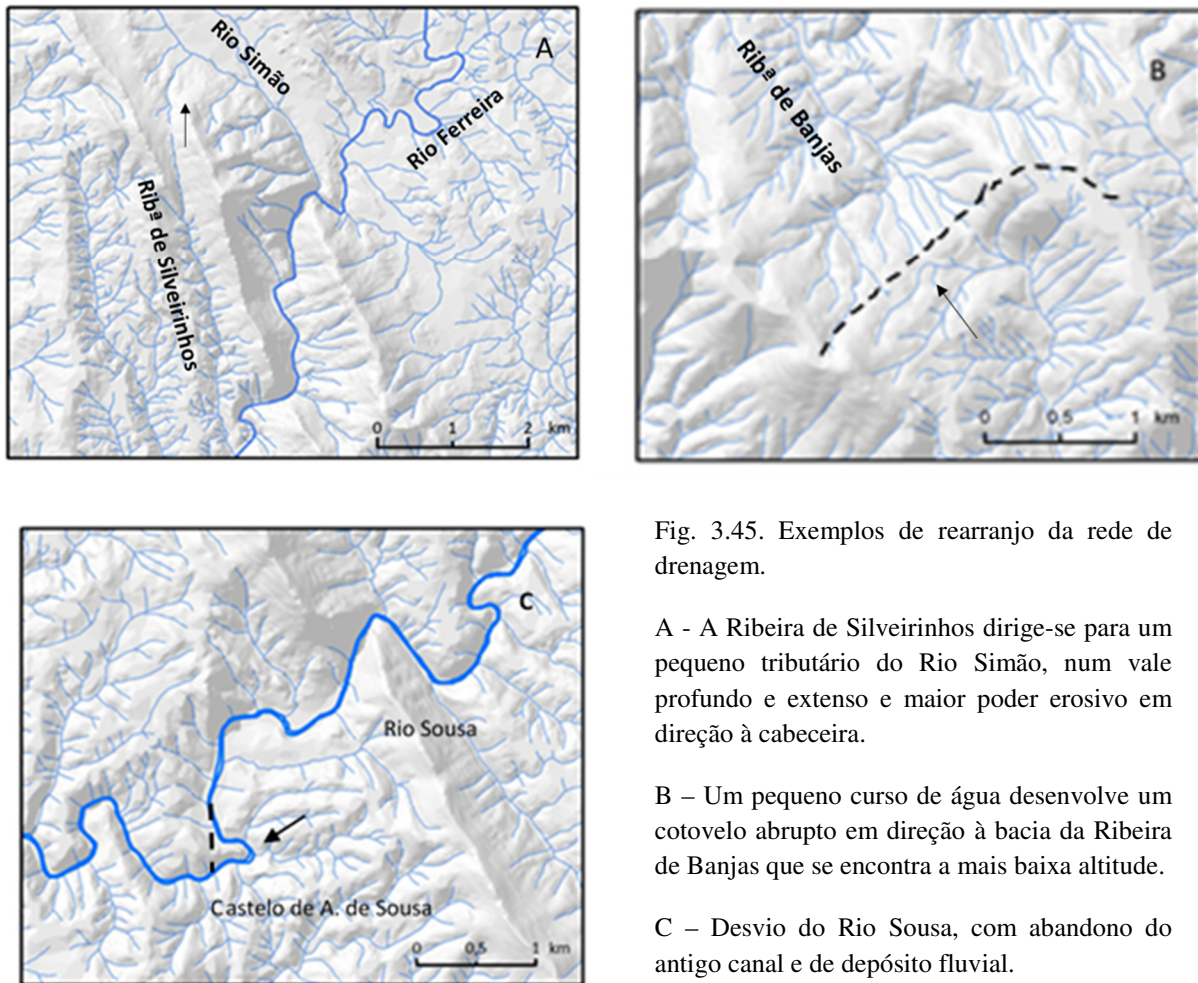 A
Rio Simão
Rio Ferreira
Ribª de Silveirinhos
0 1 2
km
B
Ribª de Banjas
0 0,5 1
km
C
Rio Sousa
Castelo de A. de Sousa
0 0,5 1 km
Fig. 3.45. Exemplos de rearranjo da rede de
drenagem.
A - A Ribeira de Silveirinhos dirige-se para um
pequeno tributário do Rio Simão, num vale
profundo e extenso e maior poder erosivo em
direção à cabeceira.
B – Um pequeno curso de água desenvolve um
cotovelo abrupto em direção à bacia da Ribeira
de Banjas que se encontra a mais baixa altitude.
C – Desvio do Rio Sousa, com abandono do
antigo canal e de depósito fluvial.